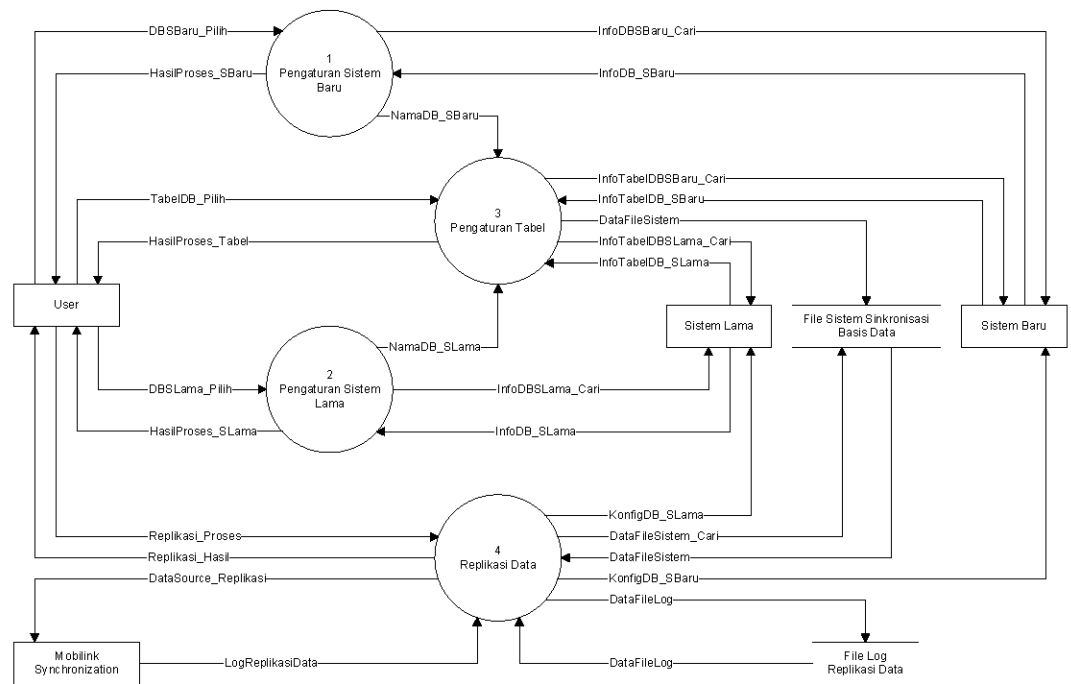 DBSBaru_Pilih
InfoDBSBaru_Cari
1
Pengaturan Sistem
Baru
HasilProses_SBaru
InfoDB_SBaru
NamaDB_SBaru
InfoTabelDBSBaru_Cari
TabelDB_Pilih
InfoTabelDB_SBaru
3
Pengaturan Tabel
DataFileSistem
HasilProses_Tabel
InfoTabelDBSLama_Cari
InfoTabelDB_SLama
User
Sistem Lama
File Sistem Sinkronisasi
Basis Data
Sistem Baru
NamaDB_SLama
2
Pengaturan Sistem
Lama
DBSLama_Pilih
InfoDBSLama_Cari
HasilProses_SLama
InfoDB_SLama
KonfigDB_SLama
Replikasi_Proses
DataFileSistem_Cari
4
Replikasi Data
Replikasi_Hasil
DataFileSistem
DataSource_Replikasi
KonfigDB_SBaru
DataFileLog
Mobilink
Synchronization
LogReplikasiData
DataFileLog
File Log
Replikasi Data